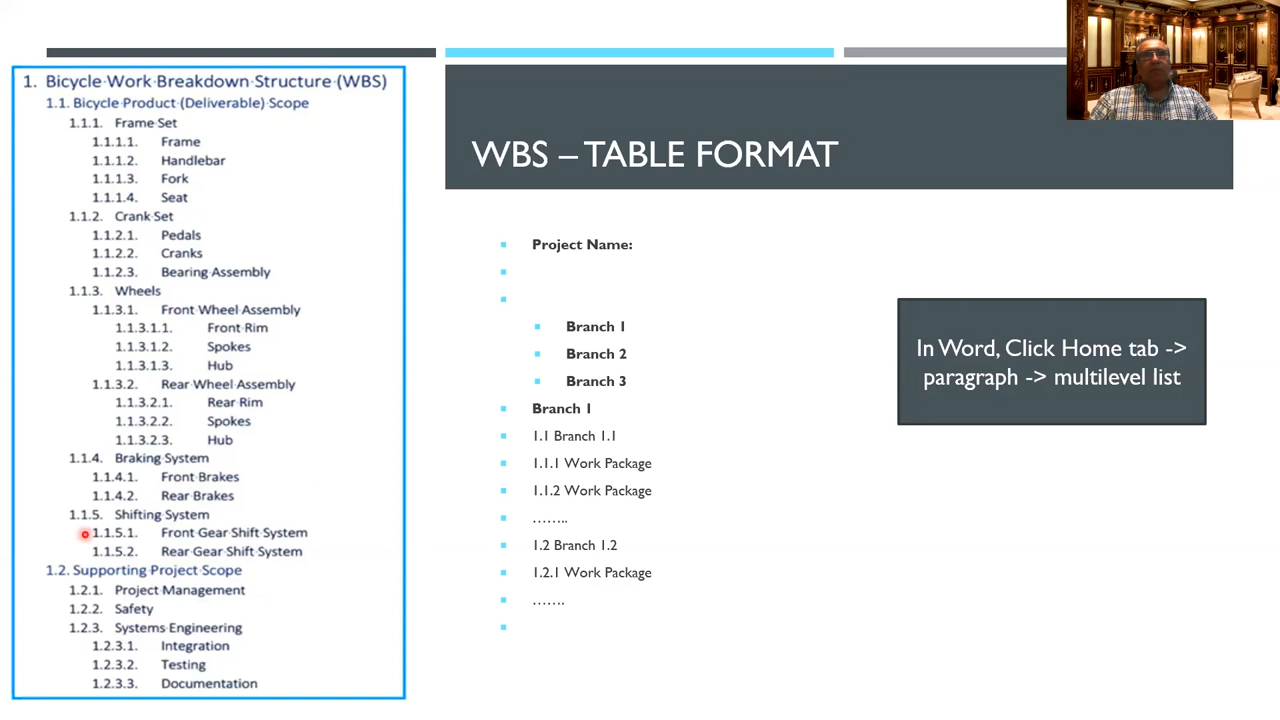 1. Bicycle Work Breakdown Structure (WBS)
1.1. Bicycle Product (Deliverable) Scope
1.1.1. Frame Set
1.1.1.1. Frame
1.1.1.2. Handlebar
1.1.1.3. Fork
1.1.1.4. Seat
1.1.2. Crank Set
1.1.2.1. Pedals
1.1.2.2. Cranks
1.1.2.3. Bearing Assembly
1.1.3. Wheels
1.1.3.1. Front Wheel Assembly
1.1.3.1.1. Front Rim
1.1.3.1.2. Spokes
1.1.3.1.3. Hub
1.1.3.2. Rear Wheel Assembly
1.1.3.2.1. Rear Rim
1.1.3.2.2. Spokes
1.1.3.2.3. Hub
1.1.4. Braking System
1.1.4.1. Front Brakes
1.1.4.2. Rear Brakes
1.1.5. Shifting System
1.1.5.1. Front Gear Shift System
1.1.5.2. Rear Gear Shift System
1.2. Supporting Project Scope
1.2.1. Project Management
1.2.2. Safety
1.2.3. Systems Engineering
1.2.3.1. Integration
1.2.3.2. Testing
1.2.3.3. Documentation
WBS – TABLE FORMAT
Project Name:
Branch 1
Branch 2
Branch 3
Branch 1
1.1 Branch 1.1
1.1.1 Work Package
1.1.2 Work Package
……..
1.2 Branch 1.2
1.2.1 Work Package
…….
In Word, Click Home tab ->
paragraph -> multilevel list